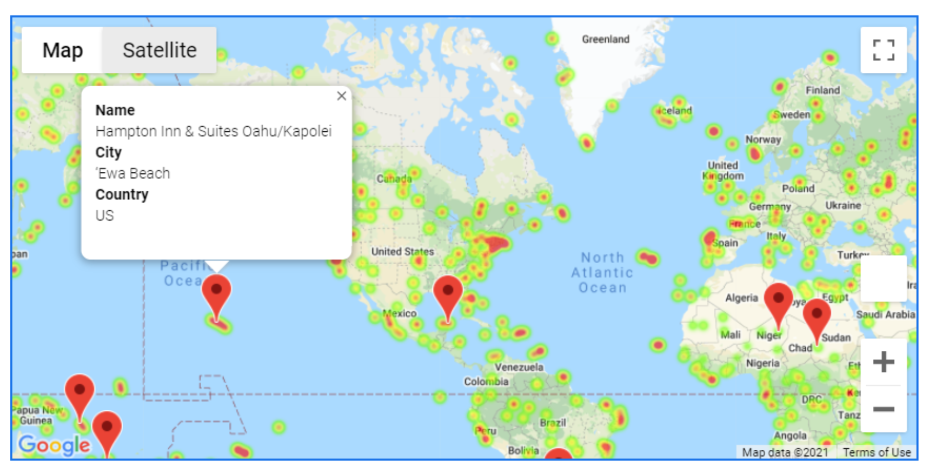 Map
Satellite
Greenland
Name
Hampton Inn & Suites Oahu/Kapolei
City
'Ewa Beach
Country
US
Finland
Iceland
Sweden
Norway
United
Kingdom
Canada
Poland
Germany
Ukraine
France
Italy
Spain
Turkey
United States
North
Atlantic
Ocean
Pacific
Ocean
Algeria
Libya
Egypt
Saudi Arabia
Mexico
Mali
Niger
Chad
Sudan
Venezuela
Colombia
Nigeria
DRC
Papua New
Guinea
Peru
Brazil
Bolivia
Angola
Google
Map data ©2021
Terms of Use